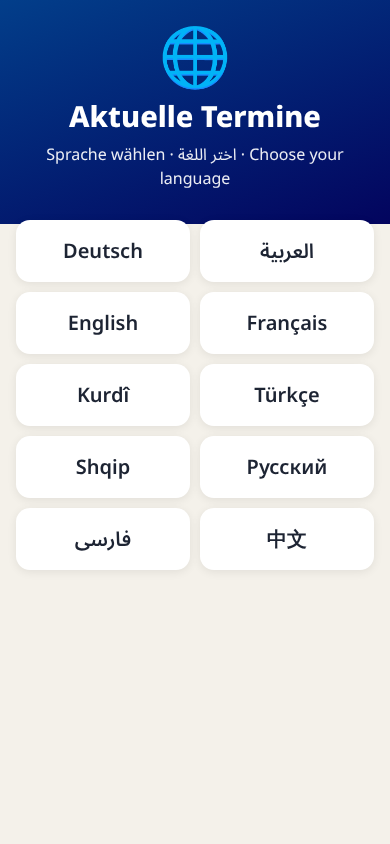 Aktuelle Termine
Sprache wählen · اختر اللغة · Choose your
language
Deutsch
العربية
English
Français
Kurdî
Türkçe
Shqip
Русский
فارسی
中文